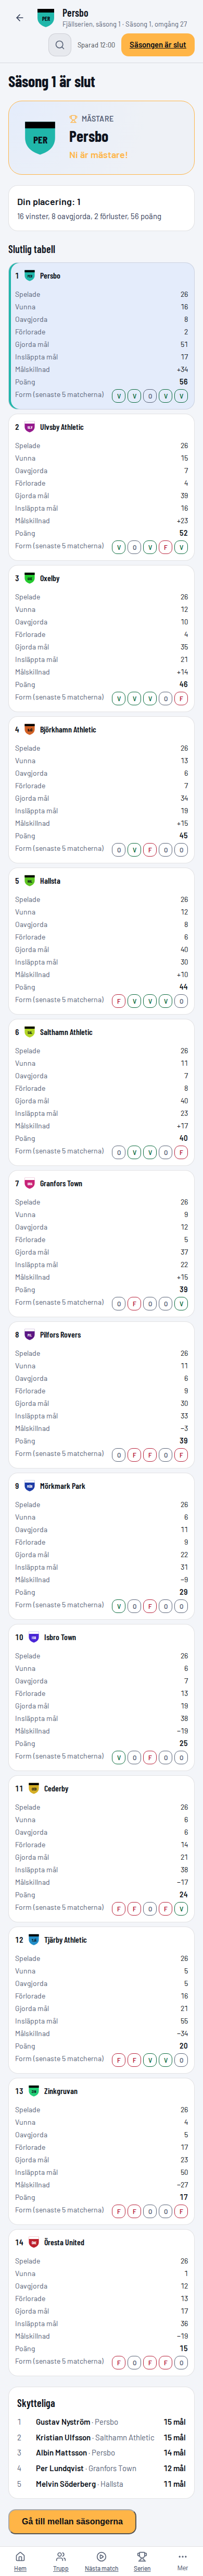 PER
Persbo
Fjällserien, säsong 1 · Säsong 1, omgång 27
Sparad 12:00
Säsongen är slut
Säsong 1 är slut
PER
MÄSTARE
Persbo
Ni är mästare!
Din placering: 1
16 vinster, 8 oavgjorda, 2 förluster, 56 poäng
Slutlig tabell
1 Persbo
Spelade 26
Vunna 16
Oavgjorda 8
Förlorade 2
Gjorda mål 51
Insläppta mål 17
Målskillnad +34
Poäng 56
Form (senaste 5 matcherna) V V O V V
2 Ulvsby Athletic
Spelade 26
Vunna 15
Oavgjorda 7
Förlorade 4
Gjorda mål 39
Insläppta mål 16
Målskillnad +23
Poäng 52
Form (senaste 5 matcherna) V O V F V
3 Oxelby
Spelade 26
Vunna 12
Oavgjorda 10
Förlorade 4
Gjorda mål 35
Insläppta mål 21
Målskillnad +14
Poäng 46
Form (senaste 5 matcherna) V V V O F
4 Björkhamn Athletic
Spelade 26
Vunna 13
Oavgjorda 6
Förlorade 7
Gjorda mål 34
Insläppta mål 19
Målskillnad +15
Poäng 45
Form (senaste 5 matcherna) O V F O O
5 Hallsta
Spelade 26
Vunna 12
Oavgjorda 8
Förlorade 6
Gjorda mål 40
Insläppta mål 30
Målskillnad +10
Poäng 44
Form (senaste 5 matcherna) F V V V O
6 Salthamn Athletic
Spelade 26
Vunna 11
Oavgjorda 7
Förlorade 8
Gjorda mål 40
Insläppta mål 23
Målskillnad +17
Poäng 40
Form (senaste 5 matcherna) O V V O F
7 Granfors Town
Spelade 26
Vunna 9
Oavgjorda 12
Förlorade 5
Gjorda mål 37
Insläppta mål 22
Målskillnad +15
Poäng 39
Form (senaste 5 matcherna) O F O O V
8 Pilfors Rovers
Spelade 26
Vunna 11
Oavgjorda 6
Förlorade 9
Gjorda mål 30
Insläppta mål 33
Målskillnad −3
Poäng 39
Form (senaste 5 matcherna) O F F O F
9 Mörkmark Park
Spelade 26
Vunna 6
Oavgjorda 11
Förlorade 9
Gjorda mål 22
Insläppta mål 31
Målskillnad −9
Poäng 29
Form (senaste 5 matcherna) V O F O O
10 Isbro Town
Spelade 26
Vunna 6
Oavgjorda 7
Förlorade 13
Gjorda mål 19
Insläppta mål 38
Målskillnad −19
Poäng 25
Form (senaste 5 matcherna) V O F O O
11 Cederby
Spelade 26
Vunna 6
Oavgjorda 6
Förlorade 14
Gjorda mål 21
Insläppta mål 38
Målskillnad −17
Poäng 24
Form (senaste 5 matcherna) F F O F V
12 Tjärby Athletic
Spelade 26
Vunna 5
Oavgjorda 5
Förlorade 16
Gjorda mål 21
Insläppta mål 55
Målskillnad −34
Poäng 20
Form (senaste 5 matcherna) F F V V O
13 Zinkgruvan
Spelade 26
Vunna 4
Oavgjorda 5
Förlorade 17
Gjorda mål 23
Insläppta mål 50
Målskillnad −27
Poäng 17
Form (senaste 5 matcherna) F F O O F
14 Öresta United
Spelade 26
Vunna 1
Oavgjorda 12
Förlorade 13
Gjorda mål 17
Insläppta mål 36
Målskillnad −19
Poäng 15
Form (senaste 5 matcherna) F O F F O
Skytteliga
1 Gustav Nyström · Persbo 15 mål
2 Kristian Ulfsson · Salthamn Athletic 15 mål
3 Albin Mattsson · Persbo 14 mål
4 Per Lundqvist · Granfors Town 12 mål
5 Melvin Söderberg · Hallsta 11 mål
Gå till mellan säsongerna
Hem Trupp Nästa match Serien Mer